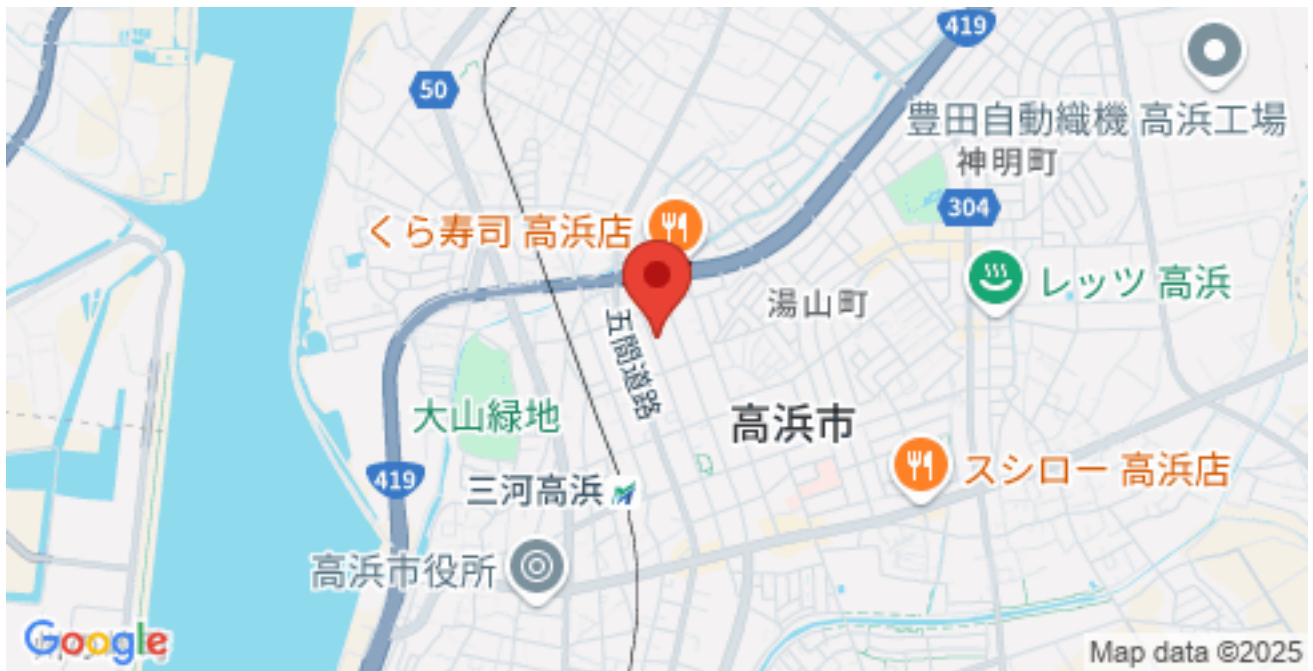 419
50
豊田自動織機 高浜工場
神明町
304
くら寿司 高浜店
レッツ 高浜
湯山町
五間道路
大山緑地
高浜市
419
スシロー 高浜店
三河高浜
高浜市役所
Google
Map data ©2025